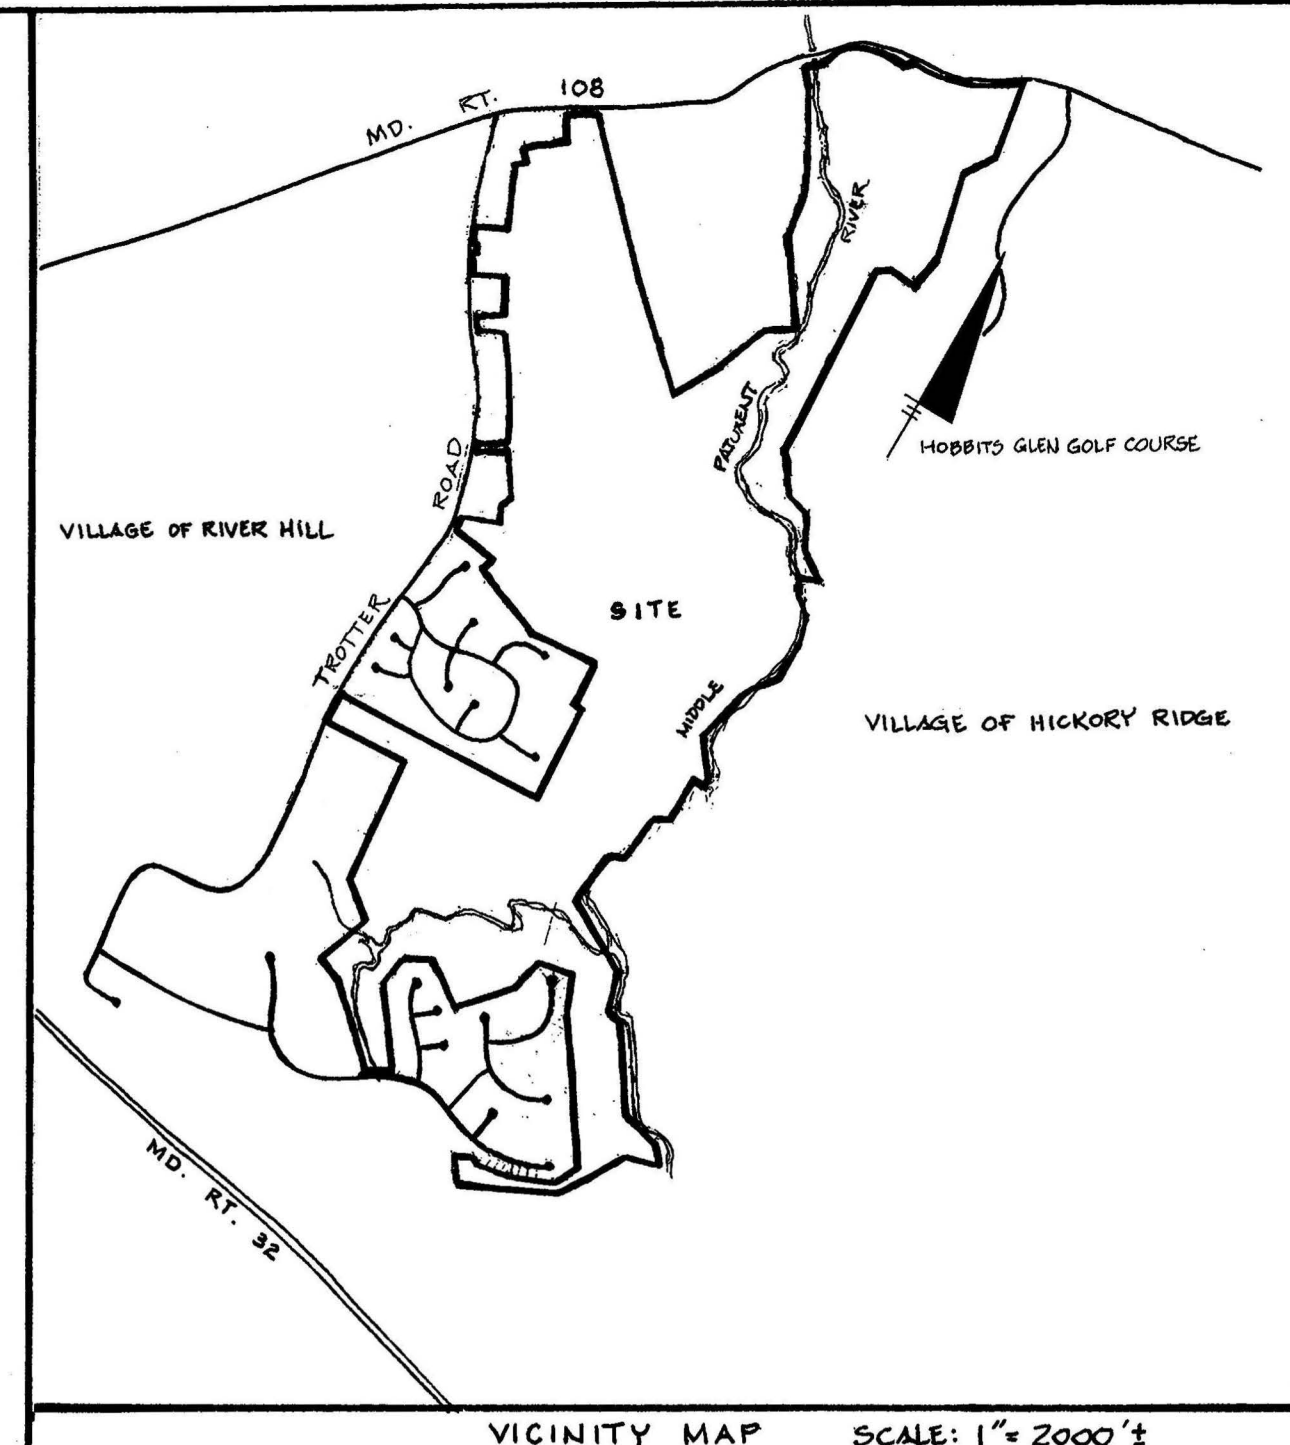 108
MD. RT.
RIVER
PATUXENT
HOBBITS GLEN GOLF COURSE
ROAD
VILLAGE OF RIVER HILL
SITE
TROTTER
MIDDLE
VILLAGE OF HICKORY RIDGE
MD. RT. 32
VICINITY MAP SCALE: 1"= 2000'±